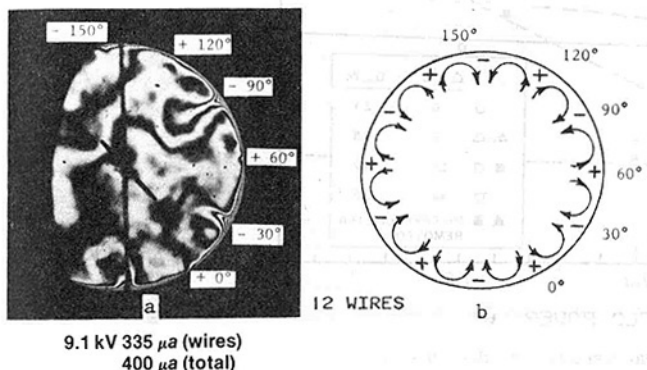 - 150°
+ 120°
- 90°
+ 60°
- 30°
+ 0°
a
9.1 kV 335 μa (wires)
400 μa (total)
150°
120°
90°
60°
30°
0°
- + - + - + - + - + - +
12 WIRES
b